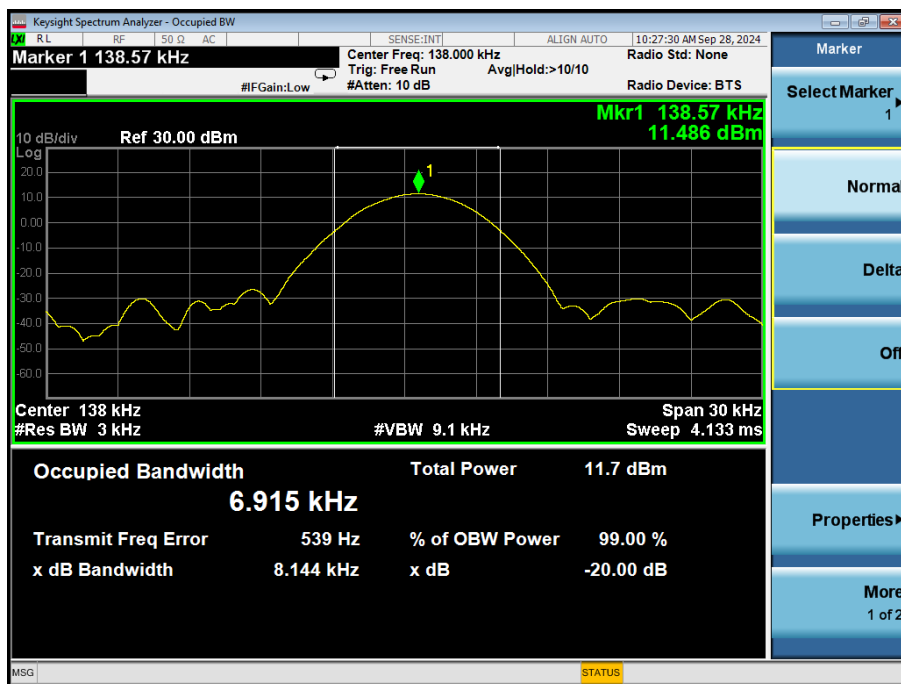 Keysight Spectrum Analyzer - Occupied BW
LXI RL RF 50 Ω AC SENSE:INT ALIGN AUTO 10:27:30 AM Sep 28, 2024
Marker 1 138.57 kHz
Center Freq: 138.000 kHz Radio Std: None
Trig: Free Run Avg|Hold:>10/10
#IFGain:Low #Atten: 10 dB Radio Device: BTS
Mkr1 138.57 kHz
11.486 dBm
10 dB/div Ref 30.00 dBm
Log
20.0
1
10.0
0.00
-10.0
-20.0
-30.0
-40.0
-50.0
-60.0
Center 138 kHz Span 30 kHz
#Res BW 3 kHz #VBW 9.1 kHz Sweep 4.133 ms
Occupied Bandwidth Total Power 11.7 dBm
6.915 kHz
Transmit Freq Error 539 Hz % of OBW Power 99.00 %
x dB Bandwidth 8.144 kHz x dB -20.00 dB
MSG STATUS
Marker
Select Marker
1
Normal
Delta
Off
Properties
More
1 of 2